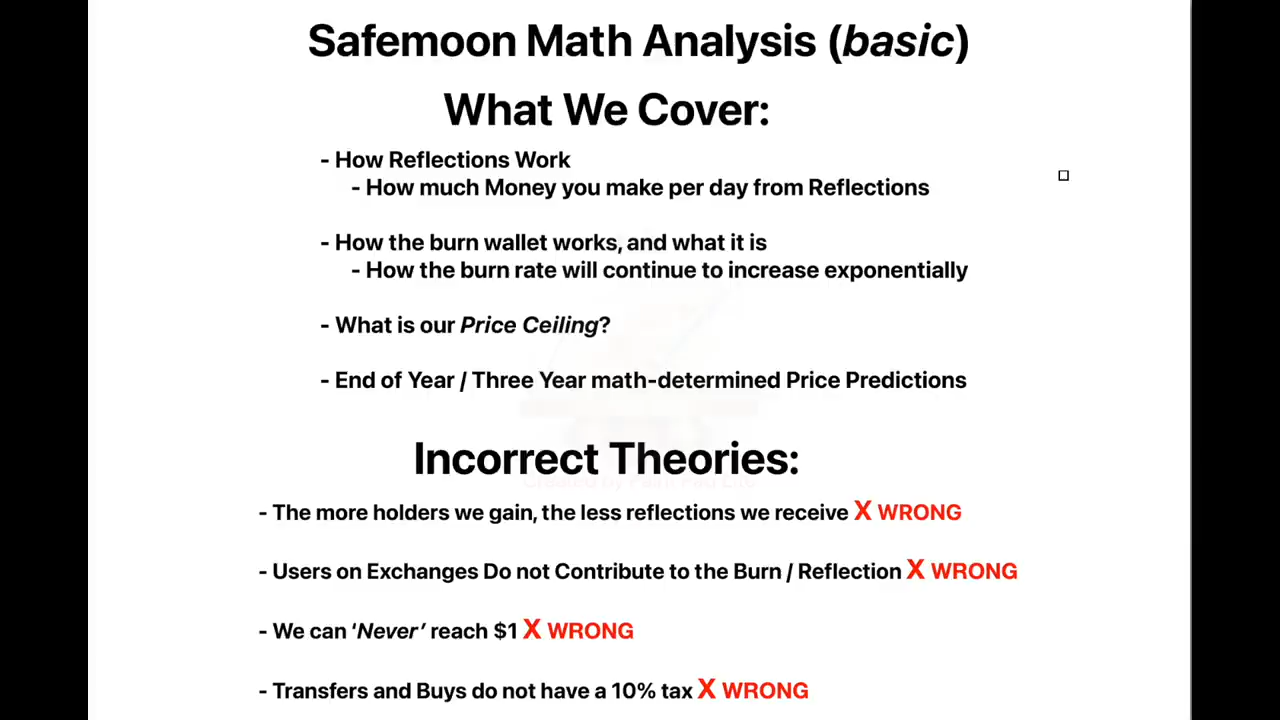 Safemoon Math Analysis (basic)
What We Cover:
- How Reflections Work
- How much Money you make per day from Reflections
- How the burn wallet works, and what it is
- How the burn rate will continue to increase exponentially
- What is our Price Ceiling?
- End of Year / Three Year math-determined Price Predictions
Incorrect Theories:
- The more holders we gain, the less reflections we receive X WRONG
- Users on Exchanges Do not Contribute to the Burn / Reflection X WRONG
- We can ‘Never’ reach $1 X WRONG
- Transfers and Buys do not have a 10% tax X WRONG